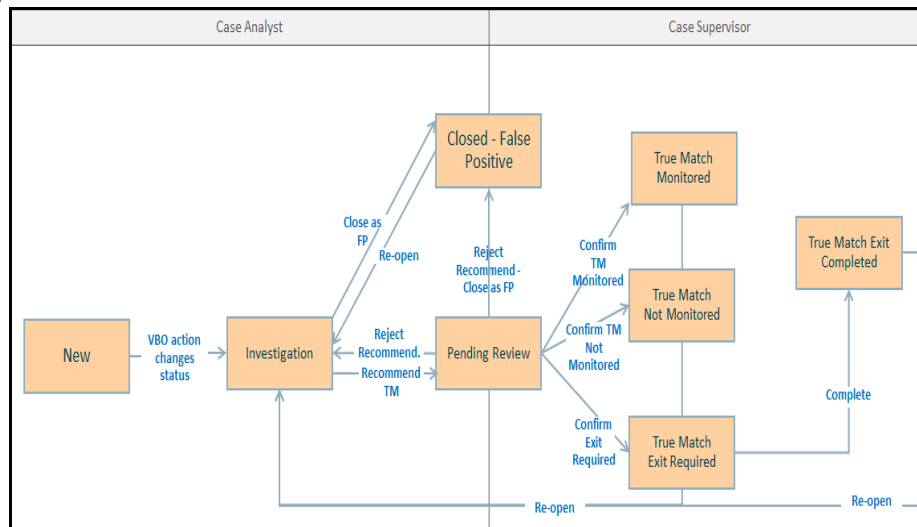 Case Analyst
Case Supervisor
Closed - False
Positive
True Match
Monitored
Close as
FP
Re-open
Reject
Recommend -
Close as FP
Confirm
TM
Monitored
True Match Exit
Completed
True Match
Not Monitored
New
VBO action
changes
status
Investigation
Reject
Recommend.
Recommend
TM
Pending Review
Confirm TM
Not
Monitored
Complete
Confirm
Exit
Required
True Match
Exit Required
Re-open
Re-open